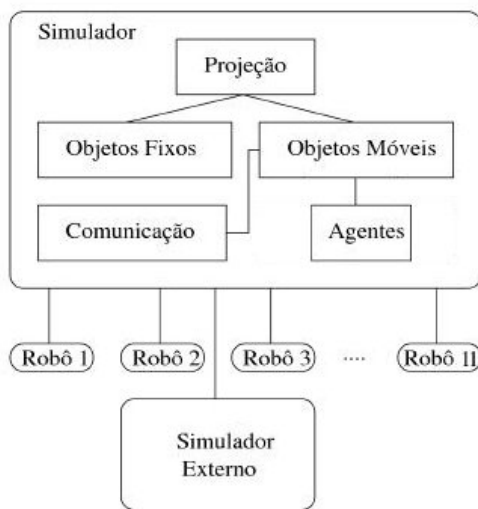 Simulador
Projeção
Objetos Fixos
Objetos Móveis
Comunicação
Agentes
Robô 1
Robô 2
Robô 3
....
Robô 11
Simulador
Externo